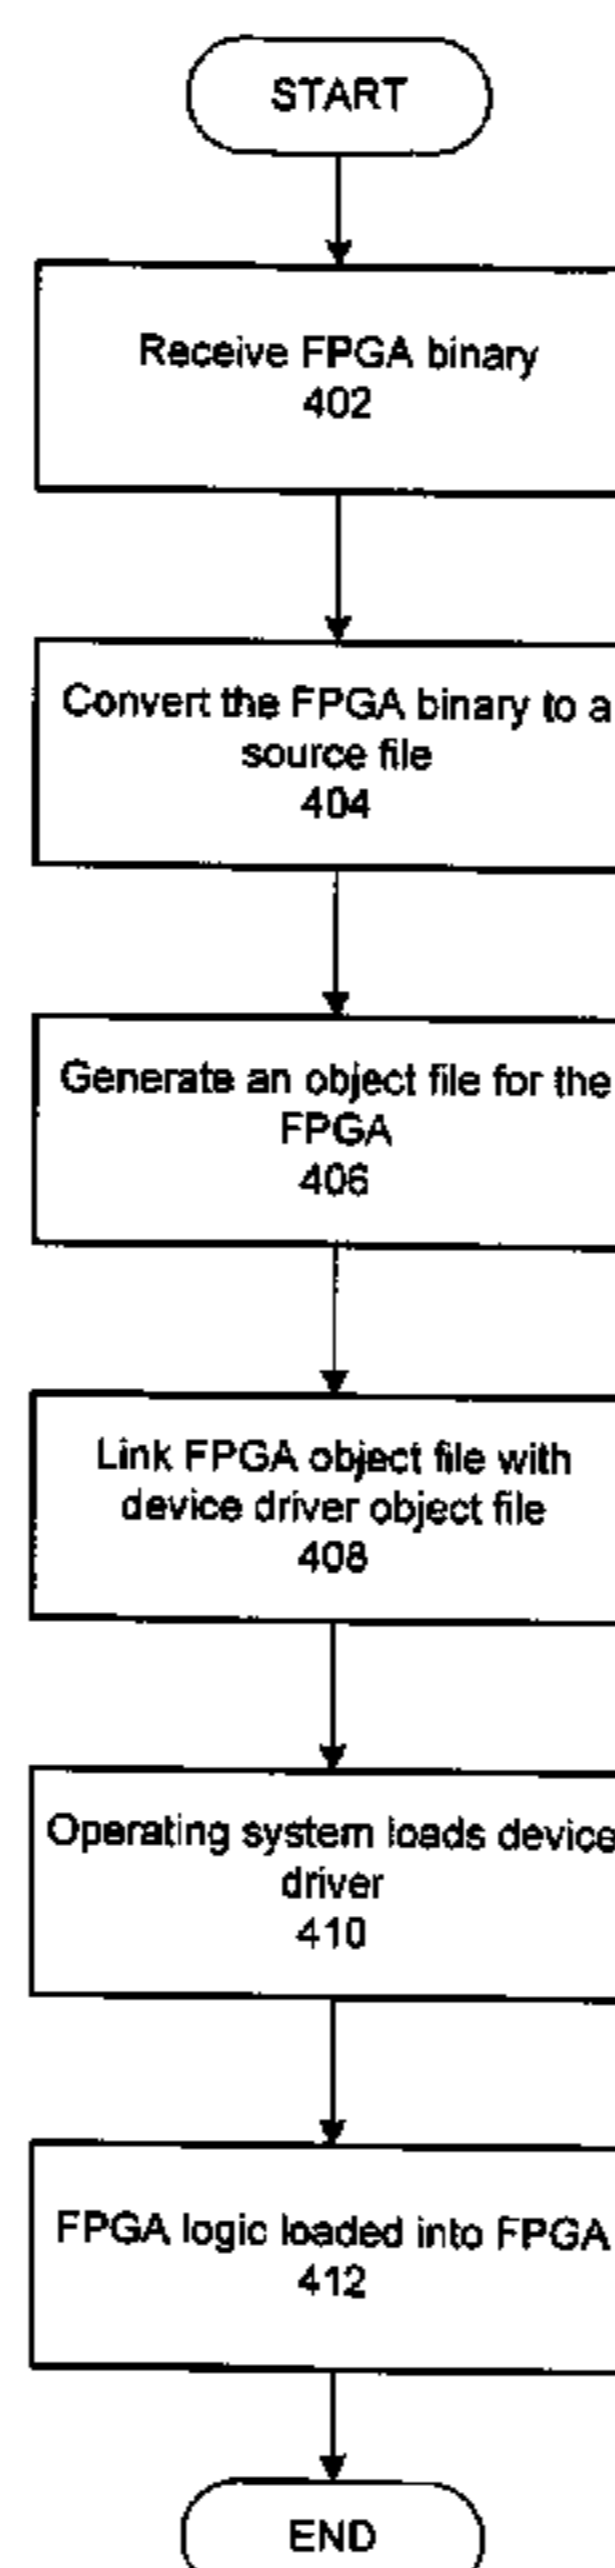 START
Receive FPGA binary
402
Convert the FPGA binary to a
source file
404
Generate an object file for the
FPGA
406
Link FPGA object file with
device driver object file
408
Operating system loads device
driver
410
FPGA logic loaded into FPGA
412
END